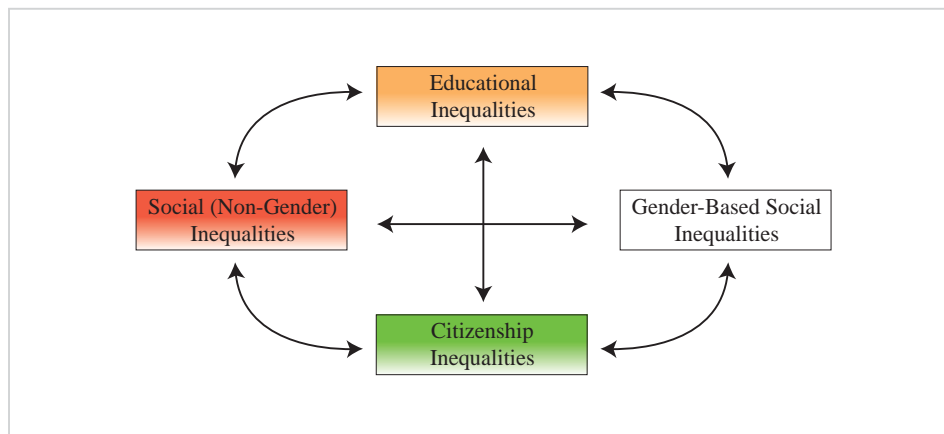 Educational
Inequalities
Social (Non-Gender)
Inequalities
Gender-Based Social
Inequalities
Citizenship
Inequalities